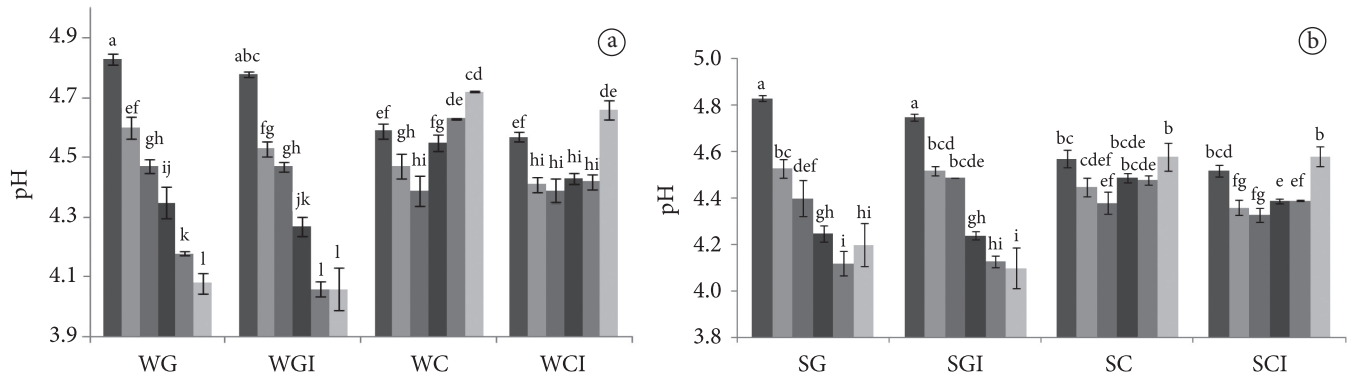 a
4.9
4.7
4.5
4.3
4.1
3.9
pH
a
ef
gh
ij
k
l
abc
fg
gh
jk
l
l
ef
gh
hi
fg
de
cd
ef
hi
hi
hi
hi
de
WG WGI WC WCI
b
5.0
4.8
4.6
4.4
4.2
4.0
3.8
pH
a
bc
def
gh
i
hi
a
bcd
bcde
gh
hi
i
bc
cdef
ef
bcde
bcde
b
bcd
fg
fg
e
ef
b
SG SGI SC SCI